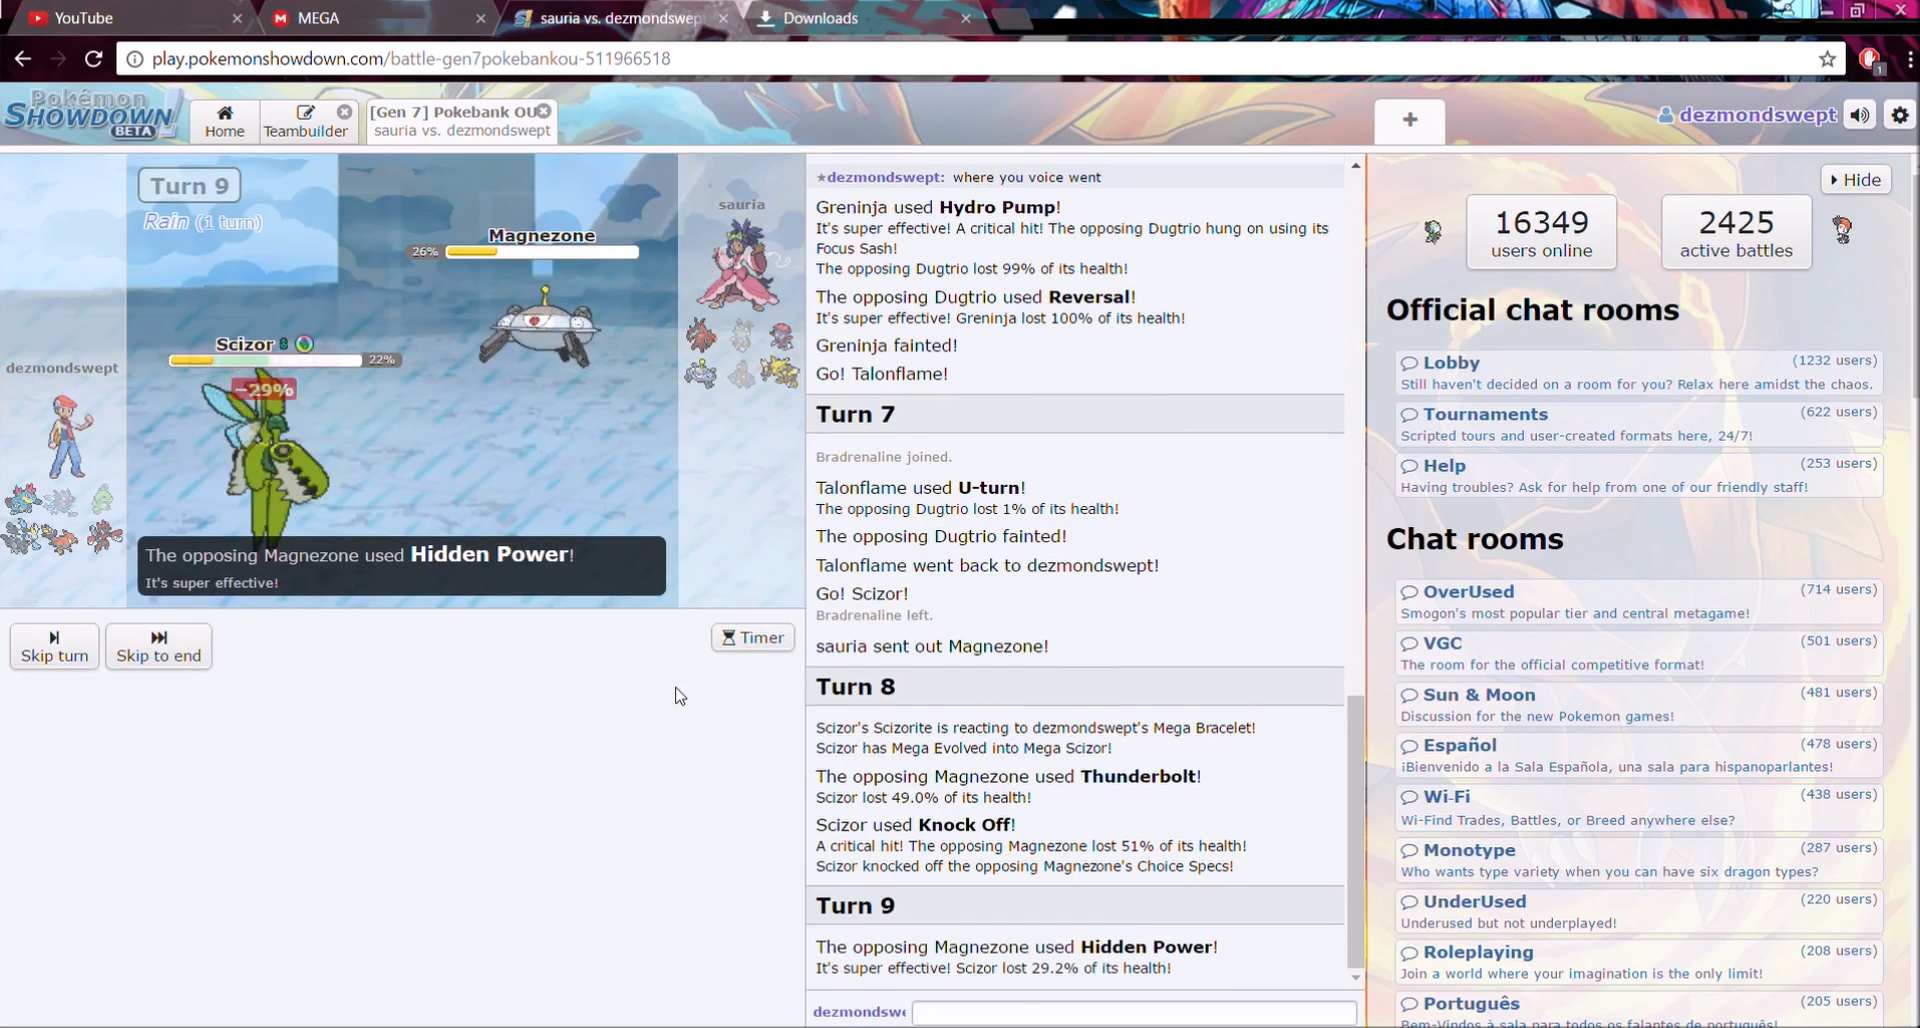 YouTube
MEGA
sauria vs. dezmondswep
Downloads
play.pokemonshowdown.com/battle-gen7pokebankou-511966518
1
Pokémon
SHOWDOWN
BETA
Home
Teambuilder
[Gen 7] Pokebank OU
sauria vs. dezmondswept
+
dezmondswept
Turn 9
Rain (1 turn)
Magnezone
26%
Scizor
22%
−29%
sauria
dezmondswept
The opposing Magnezone used Hidden Power!
It's super effective!
Skip turn
Skip to end
Timer
★dezmondswept: where you voice went
Greninja used Hydro Pump!
It's super effective! A critical hit! The opposing Dugtrio hung on using its
Focus Sash!
The opposing Dugtrio lost 99% of its health!
The opposing Dugtrio used Reversal!
It's super effective! Greninja lost 100% of its health!
Greninja fainted!
Go! Talonflame!
Turn 7
Bradrenaline joined.
Talonflame used U-turn!
The opposing Dugtrio lost 1% of its health!
The opposing Dugtrio fainted!
Talonflame went back to dezmondswept!
Go! Scizor!
Bradrenaline left.
sauria sent out Magnezone!
Turn 8
Scizor's Scizorite is reacting to dezmondswept's Mega Bracelet!
Scizor has Mega Evolved into Mega Scizor!
The opposing Magnezone used Thunderbolt!
Scizor lost 49.0% of its health!
Scizor used Knock Off!
A critical hit! The opposing Magnezone lost 51% of its health!
Scizor knocked off the opposing Magnezone's Choice Specs!
Turn 9
The opposing Magnezone used Hidden Power!
It's super effective! Scizor lost 29.2% of its health!
dezmondswe
Hide
16349
users online
2425
active battles
Official chat rooms
Lobby (1232 users)
Still haven't decided on a room for you? Relax here amidst the chaos.
Tournaments (622 users)
Scripted tours and user-created formats here, 24/7!
Help (253 users)
Having troubles? Ask for help from one of our friendly staff!
Chat rooms
OverUsed (714 users)
Smogon's most popular tier and central metagame!
VGC (501 users)
The room for the official competitive format!
Sun & Moon (481 users)
Discussion for the new Pokemon games!
Español (478 users)
¡Bienvenido a la Sala Española, una sala para hispanoparlantes!
Wi-Fi (438 users)
Wi-Find Trades, Battles, or Breed anywhere else?
Monotype (287 users)
Who wants type variety when you can have six dragon types?
UnderUsed (220 users)
Underused but not underplayed!
Roleplaying (208 users)
Join a world where your imagination is the only limit!
Português (205 users)
Bem-Vindos à sala para todos os falantes de português!